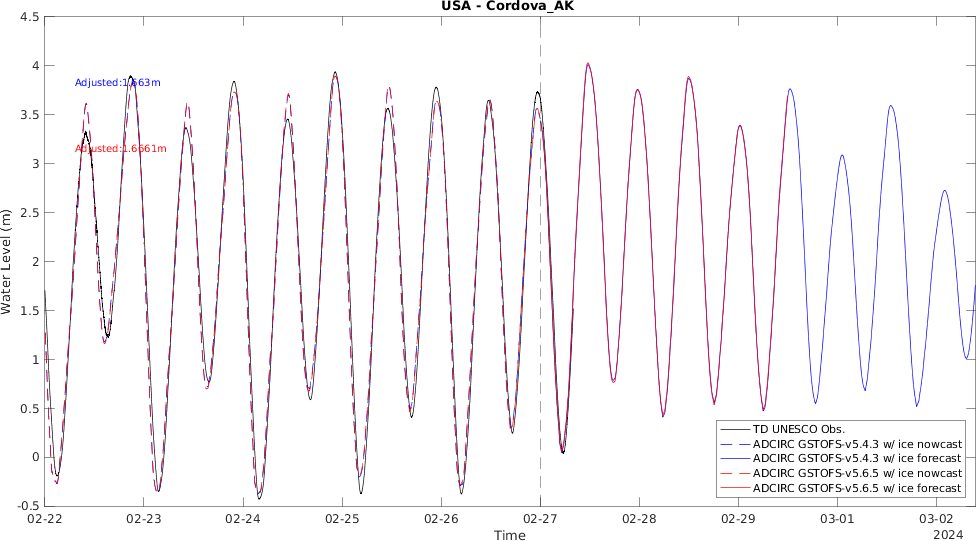 USA - Cordova_AK
4.5
4
3.5
3
2.5
2
1.5
1
0.5
0
-0.5
Water Level (m)
Adjusted:1.663m
Adjusted:1.6661m
TD UNESCO Obs.
ADCIRC GSTOFS-v5.4.3 w/ ice nowcast
ADCIRC GSTOFS-v5.4.3 w/ ice forecast
ADCIRC GSTOFS-v5.6.5 w/ ice nowcast
ADCIRC GSTOFS-v5.6.5 w/ ice forecast
02-22 02-23 02-24 02-25 02-26 02-27 02-28 02-29 03-01 03-02
Time
2024